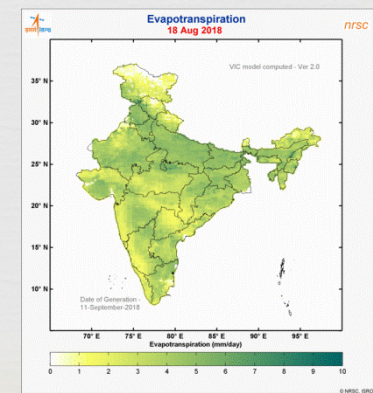 Evapotranspiration
18 Aug 2018
nrsc
VIC model computed - Ver 2.0
35° N
30° N
25° N
20° N
15° N
10° N
Date of Generation -
11-September-2018
70° E 75° E 80° E 85° E 90° E 95° E
Evapotranspiration (mm/day)
0 1 2 3 4 5 6 7 8 9 10
© NRSC, ISRO